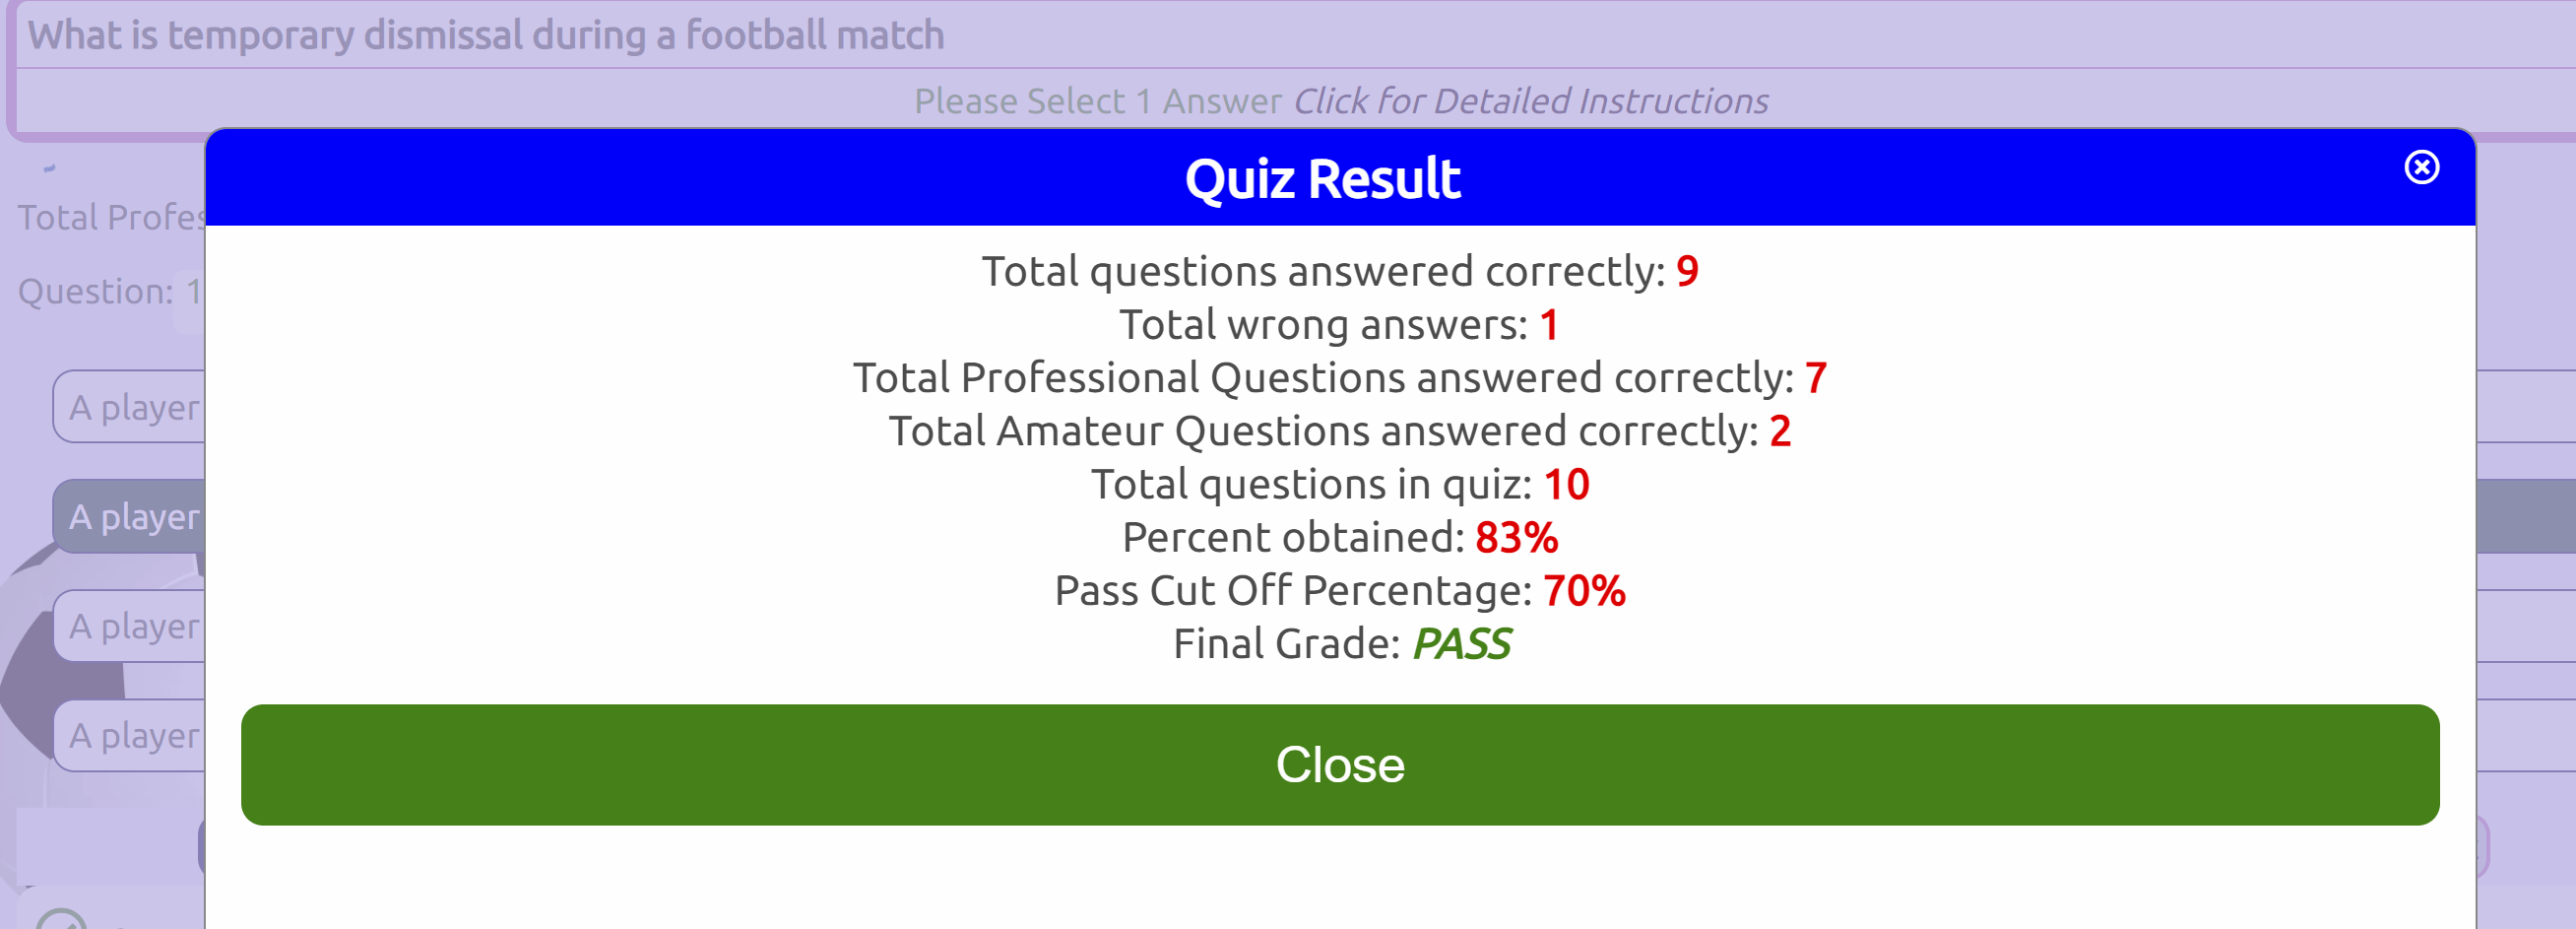 What is temporary dismissal during a football match
Please Select 1 Answer Click for Detailed Instructions
Quiz Result
Total
Question: 1
Total questions answered correctly: 9
Total wrong answers: 1
Total Professional Questions answered correctly: 7
A player
Total Amateur Questions answered correctly: 2
Total questions in quiz: 10
A player
Percent obtained: 83%
Pass Cut Off Percentage: 70%
A player
Final Grade: PASS
A player
Close